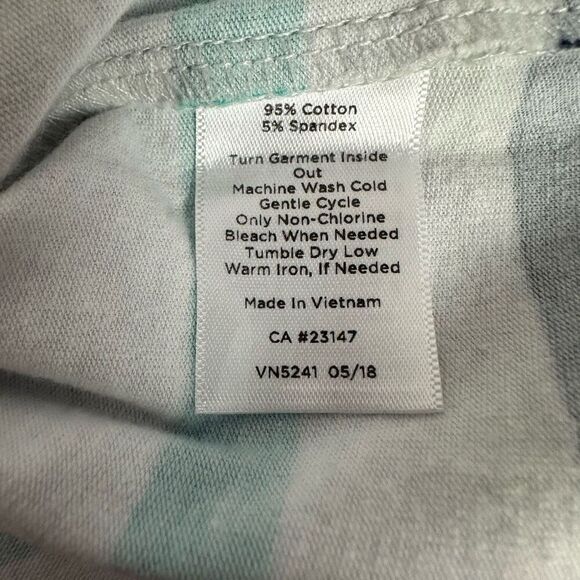 95% Cotton
5% Spandex
Turn Garment Inside
Out
Machine Wash Cold
Gentle Cycle
Only Non-Chlorine
Bleach When Needed
Tumble Dry Low
Warm Iron, If Needed
Made In Vietnam
CA #23147
VN5241 05/18